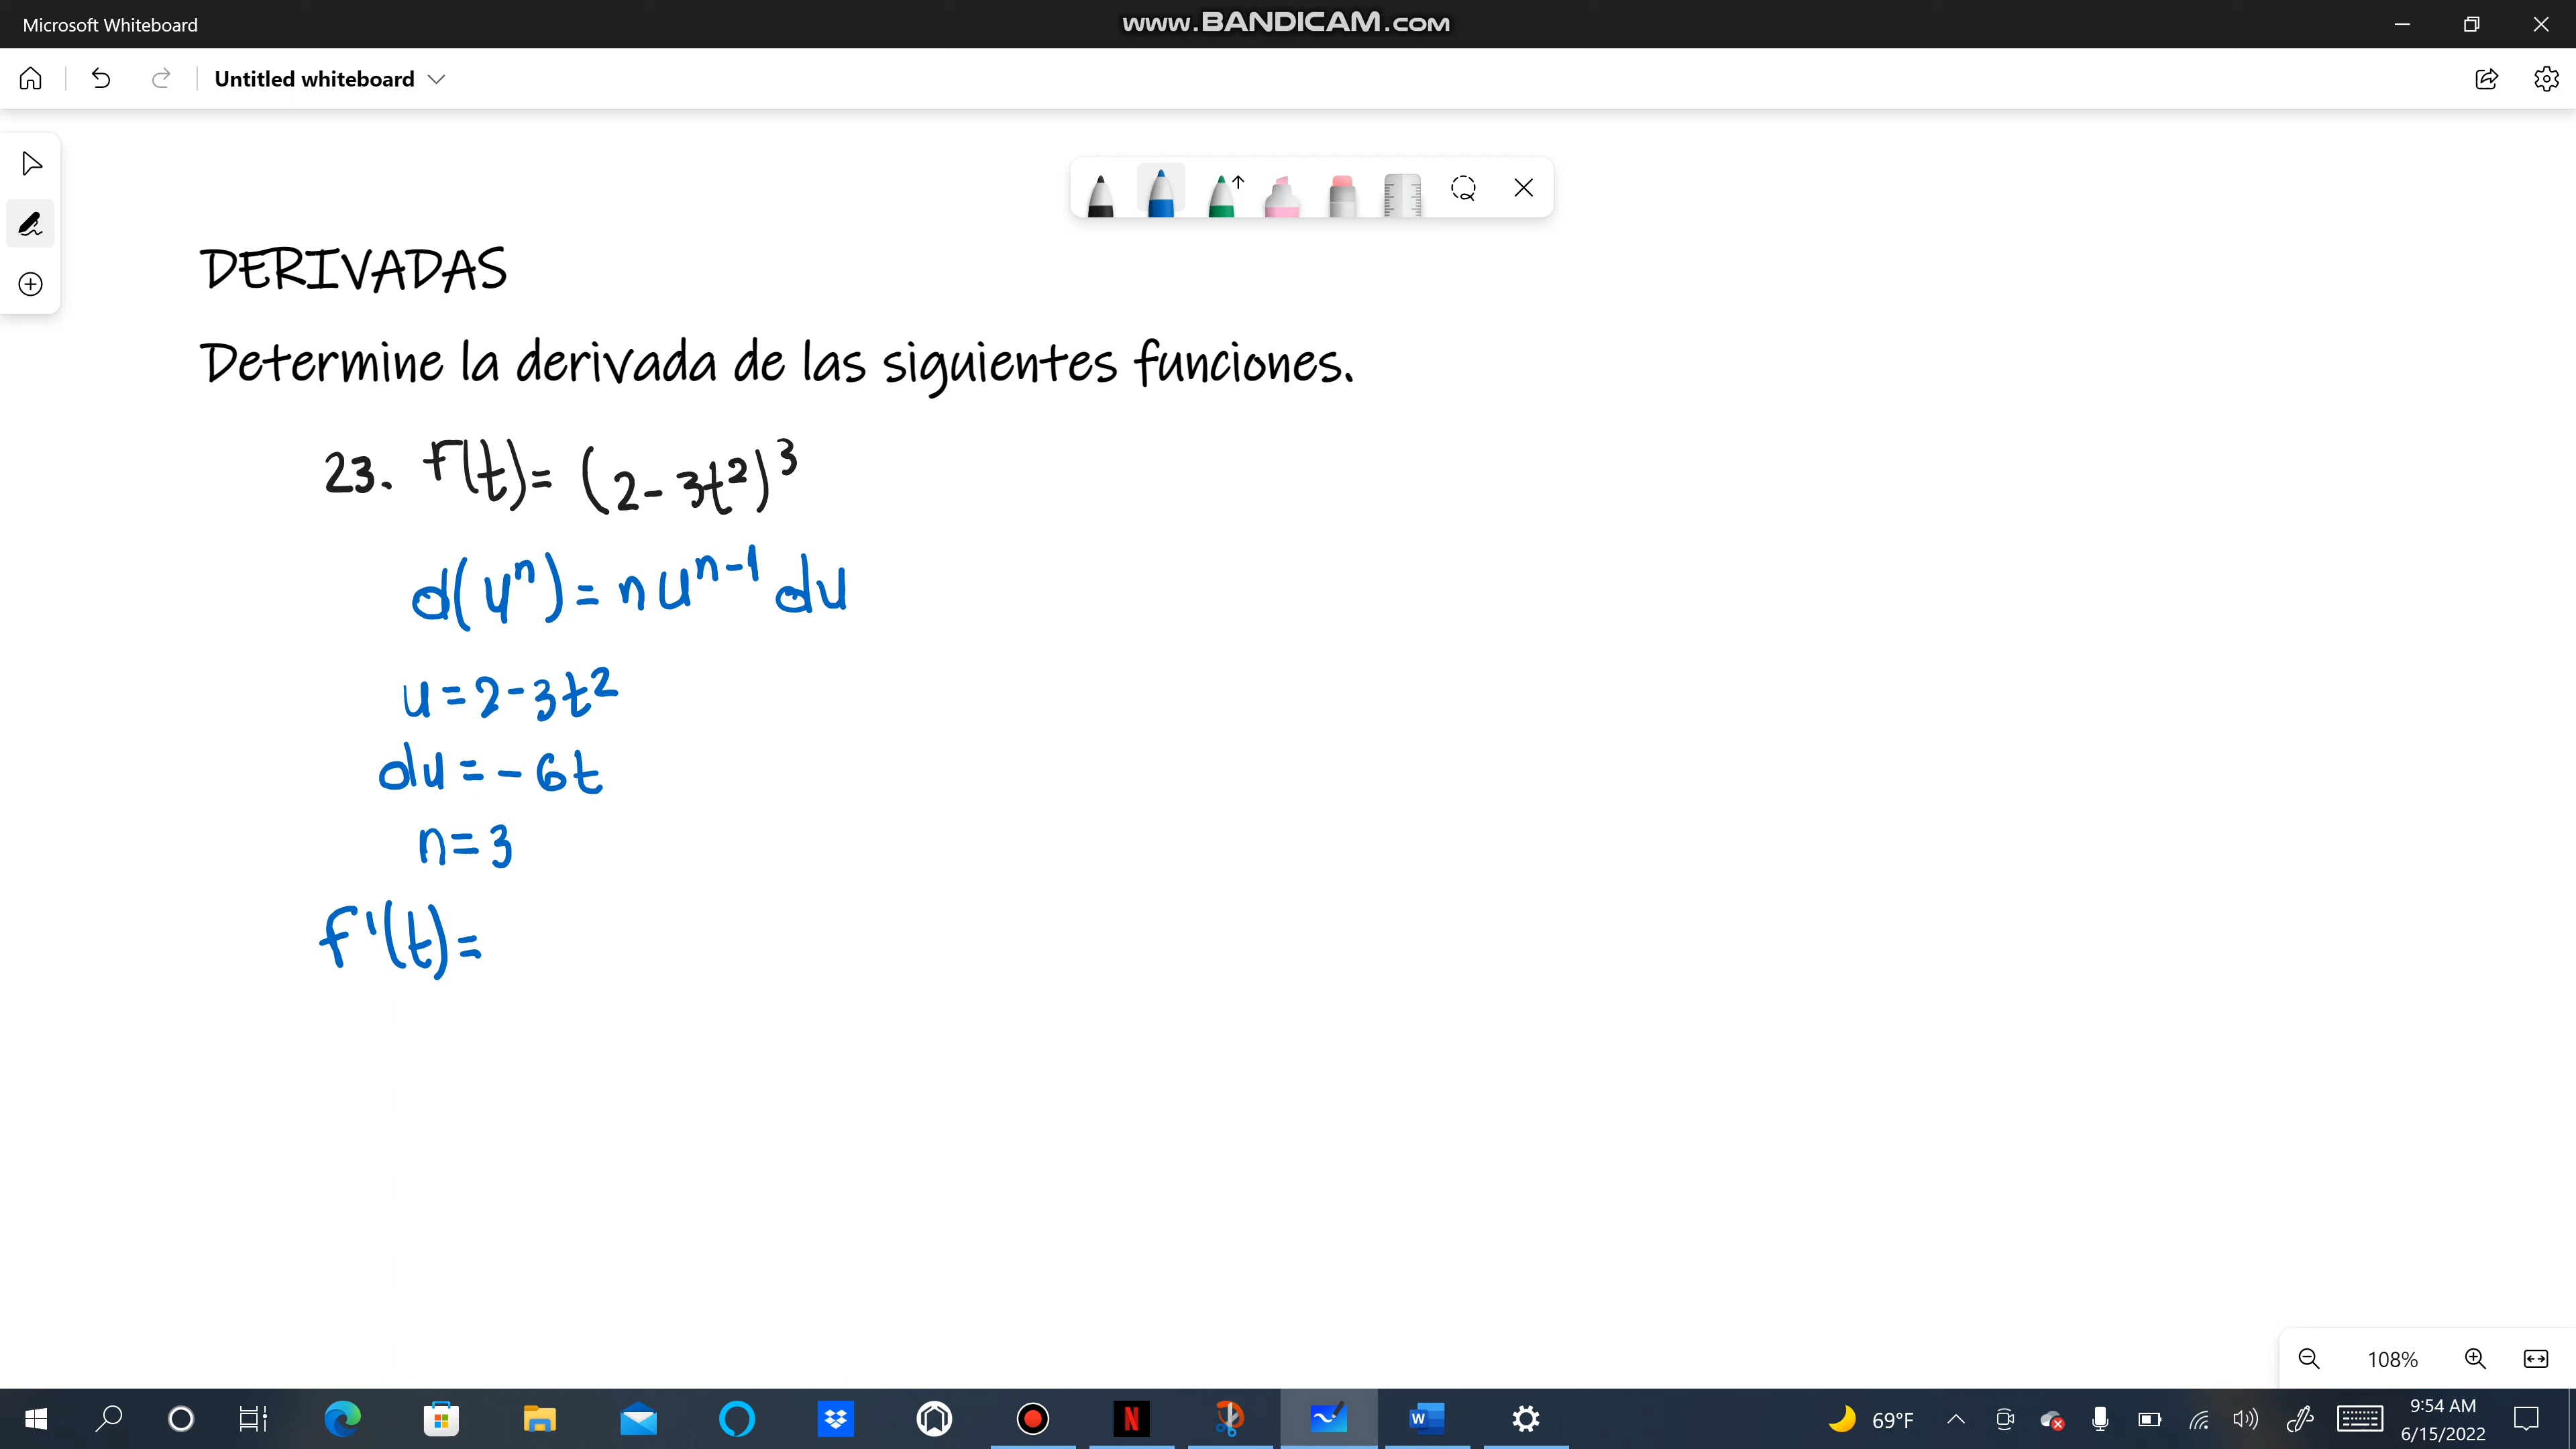 Microsoft Whiteboard
www.BANDICAM.com
Untitled whiteboard
DERIVADAS
Determine la derivada de las siguientes funciones.
23. f(t)= (2-3t²)³
d(uⁿ)= n uⁿ⁻¹ du
u=2-3t²
du=-6t
n=3
f'(t)=
108%
N
W
69°F
9:54 AM
6/15/2022